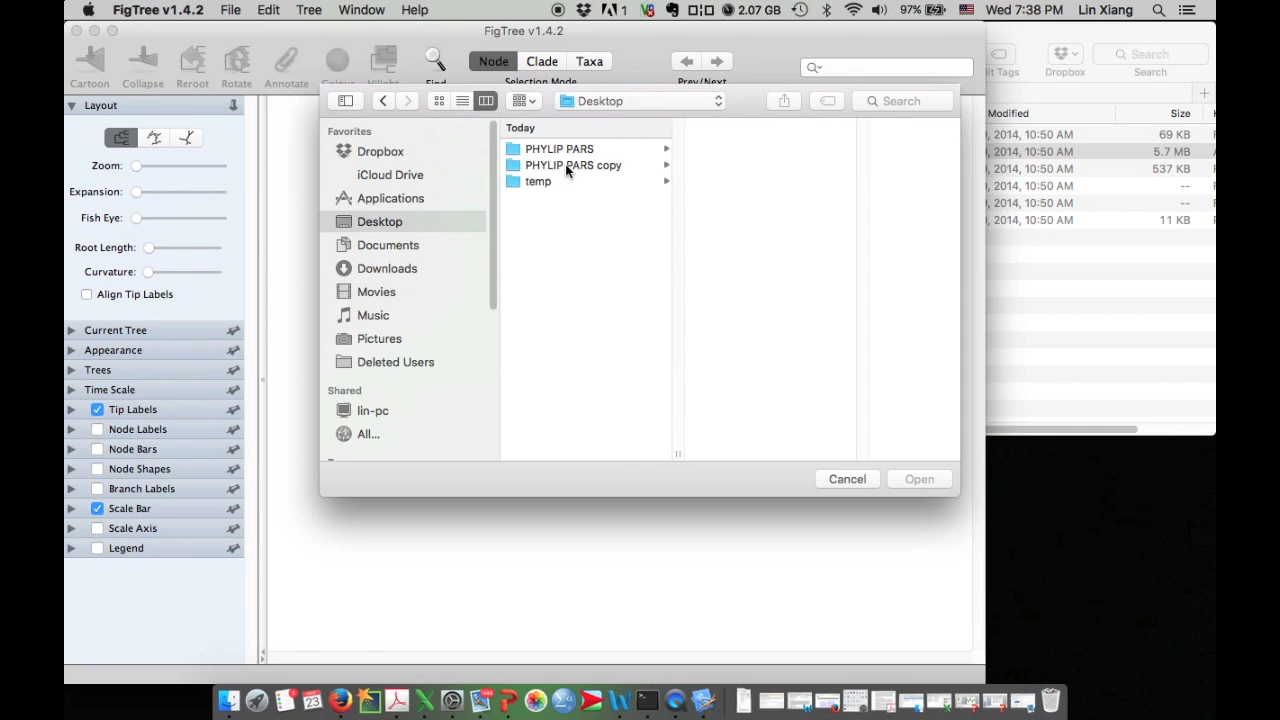 FigTree v1.4.2 File Edit Tree Window Help 1 2.07 GB 97% Wed 7:38 PM Lin Xiang
FigTree v1.4.2
Cartoon Collapse Reroot Rotate Annotate Colour Hilight Find
Node Clade Taxa
Selection Mode
Prev/Next
Dropbox Search
Search
Layout
Zoom:
Expansion:
Fish Eye:
Root Length:
Curvature:
Align Tip Labels
Current Tree
Appearance
Trees
Time Scale
Tip Labels
Node Labels
Node Bars
Node Shapes
Branch Labels
Scale Bar
Scale Axis
Legend
Desktop
Search
Favorites
Dropbox
iCloud Drive
Applications
Desktop
Documents
Downloads
Movies
Music
Pictures
Deleted Users
Shared
lin-pc
All...
Today
PHYLIP PARS
PHYLIP PARS copy
temp
Cancel Open
Modified Size
, 2014, 10:50 AM 69 KB
, 2014, 10:50 AM 5.7 MB
, 2014, 10:50 AM 537 KB
, 2014, 10:50 AM --
, 2014, 10:50 AM --
, 2014, 10:50 AM 11 KB